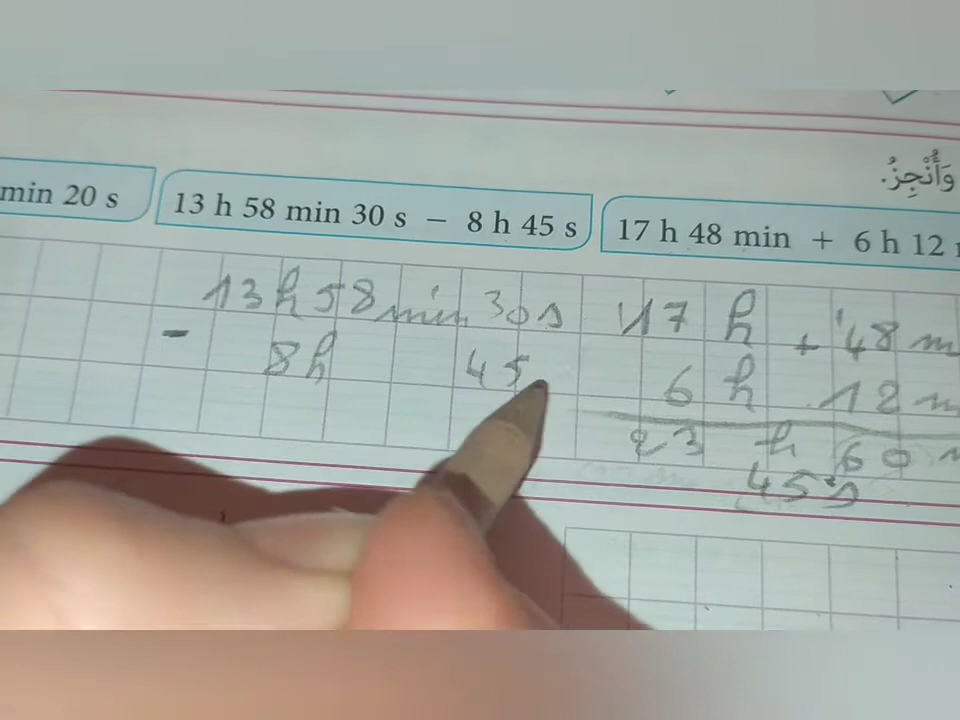 وَأُنْجِزُ.
min 20 s
13 h 58 min 30 s − 8 h 45 s
17 h 48 min + 6 h 12
13 h 58 min 30 s
- 8 h 45
17 h + 48 m
6 h 12 m
23 h 60
45 s